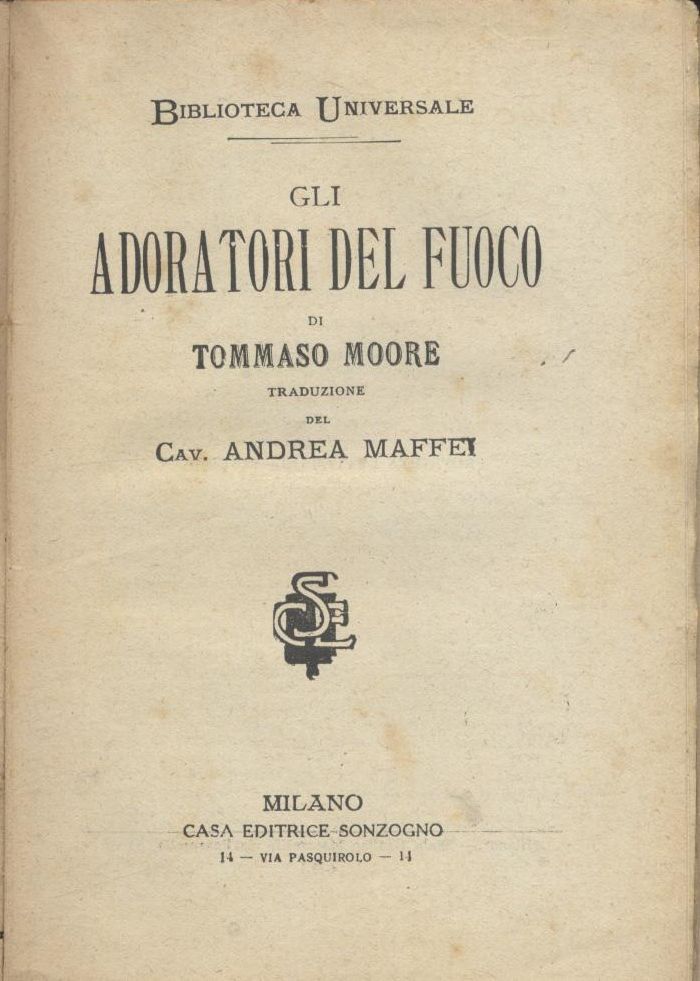 BIBLIOTECA UNIVERSALE
GLI
ADORATORI DEL FUOCO
DI
TOMMASO MOORE
TRADUZIONE
DEL
CAV. ANDREA MAFFEI
CSE
MILANO
CASA EDITRICE SONZOGNO
14 — VIA PASQUIROLO — 14